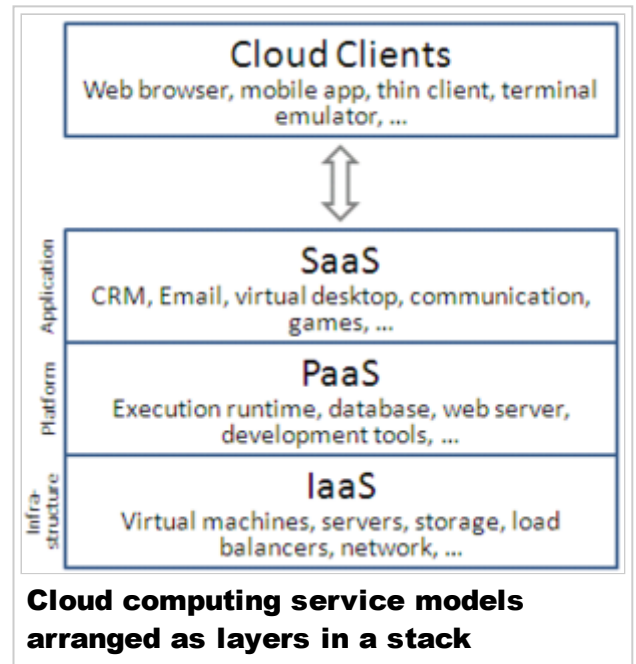 Cloud Clients
Web browser, mobile app, thin client, terminal
emulator, ...
Application
SaaS
CRM, Email, virtual desktop, communication,
games, ...
Platform
PaaS
Execution runtime, database, web server,
development tools, ...
Infra-
structure
IaaS
Virtual machines, servers, storage, load
balancers, network, ...
Cloud computing service models
arranged as layers in a stack